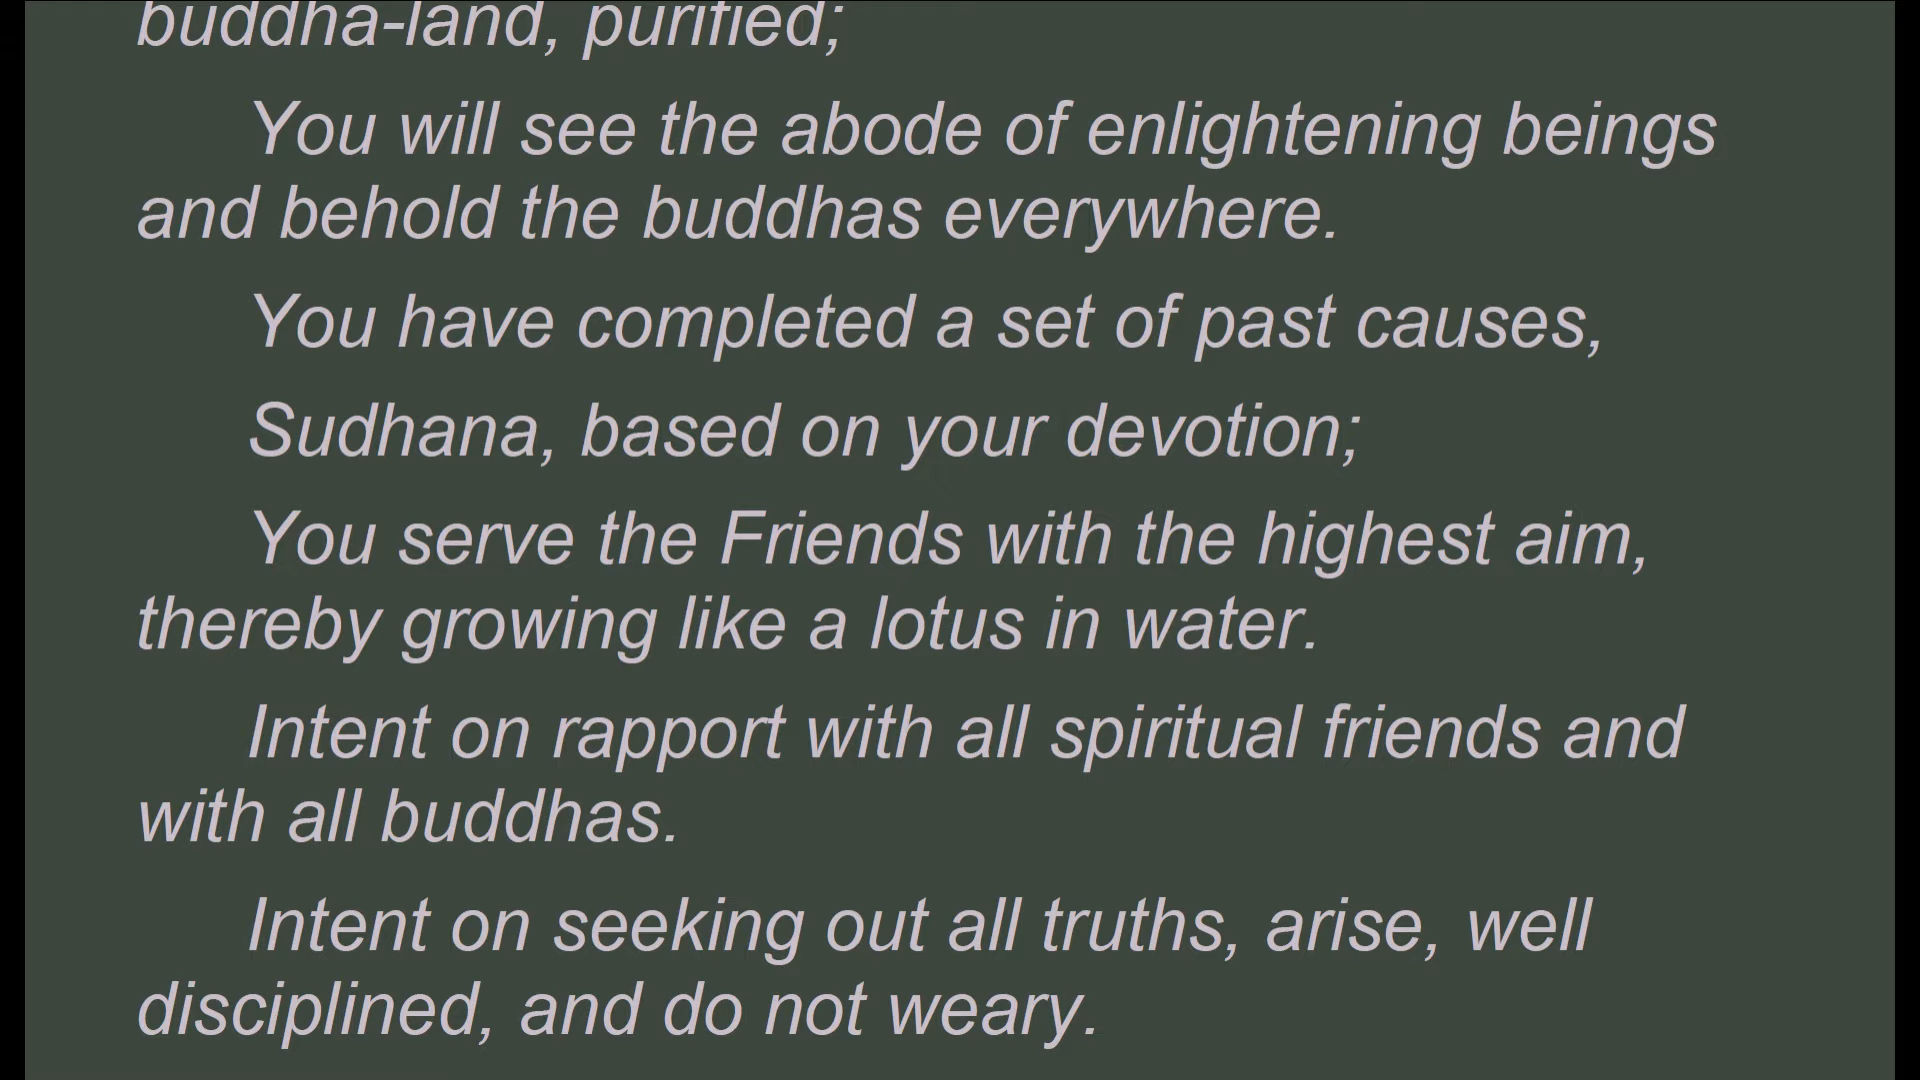 buddha-land, purified;
You will see the abode of enlightening beings
and behold the buddhas everywhere.
You have completed a set of past causes,
Sudhana, based on your devotion;
You serve the Friends with the highest aim,
thereby growing like a lotus in water.
Intent on rapport with all spiritual friends and
with all buddhas.
Intent on seeking out all truths, arise, well
disciplined, and do not weary.